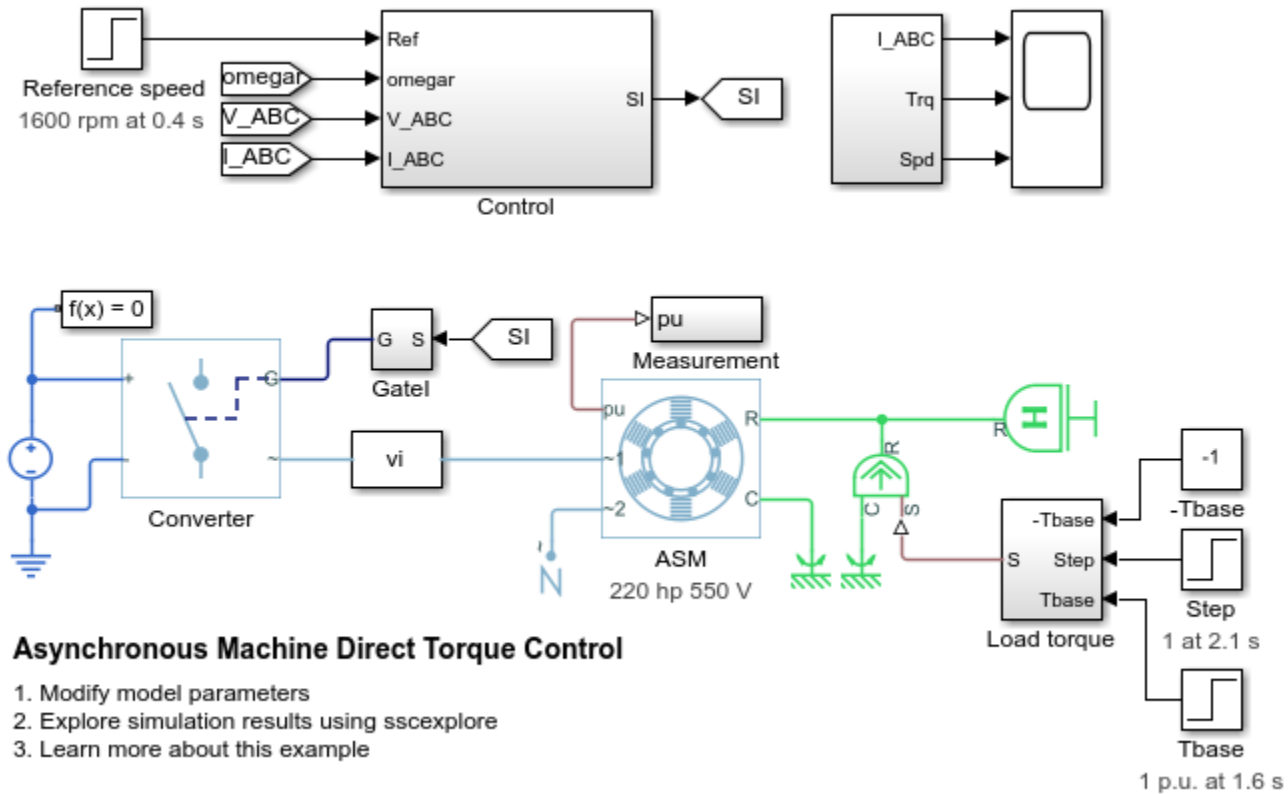 Ref
omegar
V_ABC
I_ABC
SI
Control
Reference speed
1600 rpm at 0.4 s
omegar
V_ABC
I_ABC
SI
I_ABC
Trq
Spd
f(x) = 0
+
-
G
~
Converter
+
-
G S
GateI
SI
vi
pu
Measurement
pu
~1
~2
R
C
ASM
220 hp 550 V
~
N
R
C
S
R
H
-Tbase
Step
Tbase
S
Load torque
-1
-Tbase
Step
1 at 2.1 s
Tbase
1 p.u. at 1.6 s
Asynchronous Machine Direct Torque Control
1. Modify model parameters
2. Explore simulation results using sscexplore
3. Learn more about this example